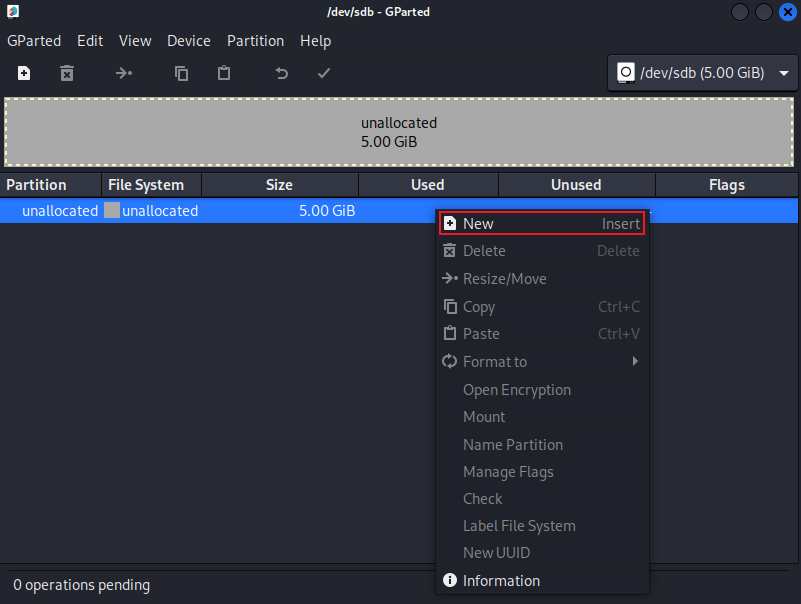 /dev/sdb - GParted
GParted Edit View Device Partition Help
/dev/sdb (5.00 GiB)
unallocated
5.00 GiB
Partition File System Size Used Unused Flags
unallocated unallocated 5.00 GiB
New Insert
Delete Delete
Resize/Move
Copy Ctrl+C
Paste Ctrl+V
Format to
Open Encryption
Mount
Name Partition
Manage Flags
Check
Label File System
New UUID
Information
0 operations pending